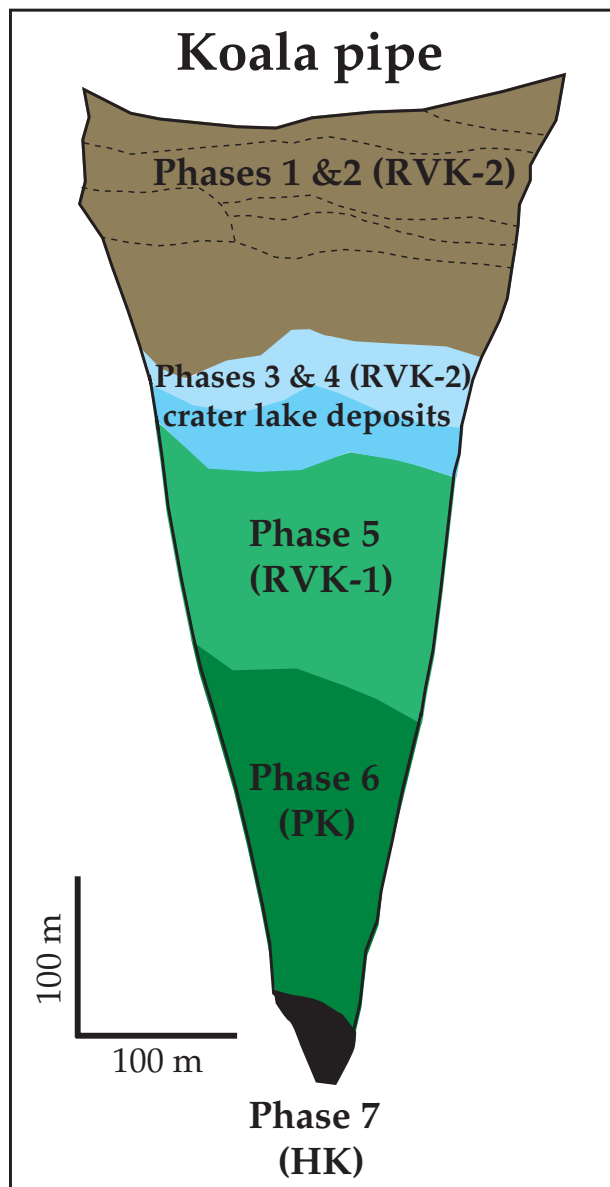 Koala pipe
Phases 1 &2 (RVK-2)
Phases 3 & 4 (RVK-2)
crater lake deposits
Phase 5
(RVK-1)
Phase 6
(PK)
100 m
100 m
Phase 7
(HK)